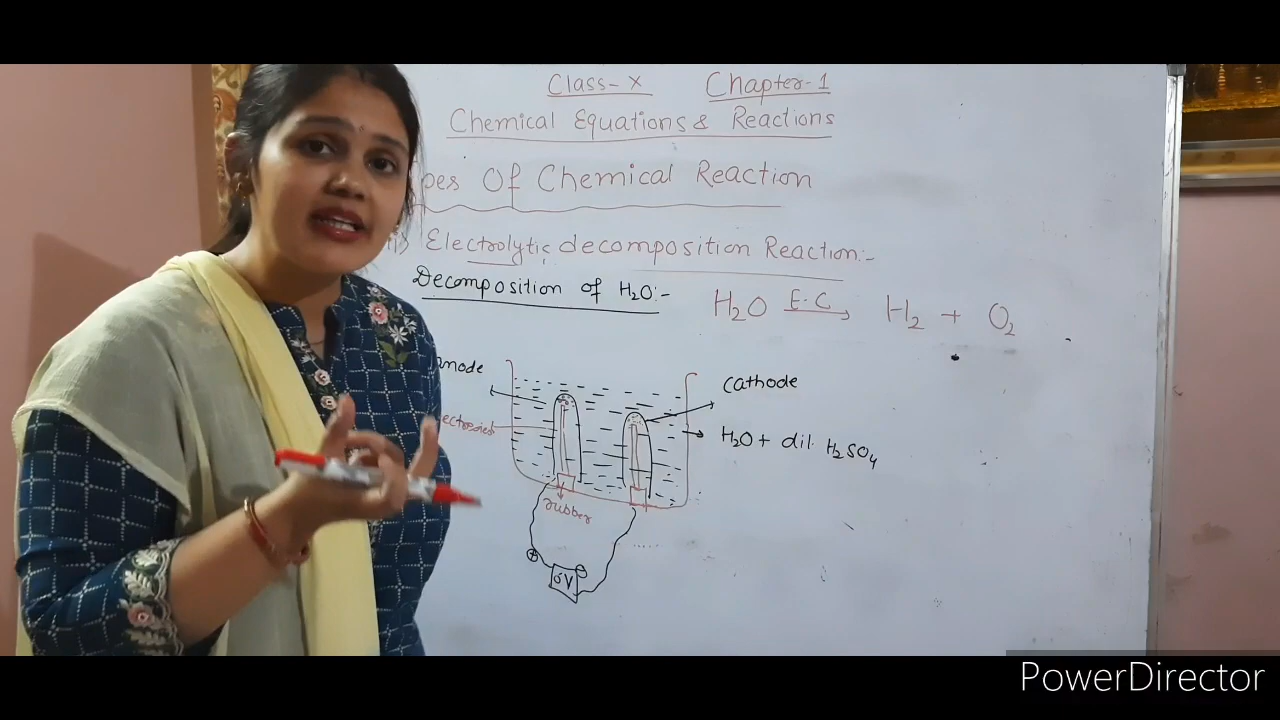 Class-X Chapter-1
Chemical Equations & Reactions
pes Of Chemical Reaction
ii) Electrolytic decomposition Reaction:-
Decomposition of H₂O:-
H₂O E.C → H₂ + O₂
node
Cathode
H₂O + dil. H₂SO₄
rubber
+
-
6V
PowerDirector